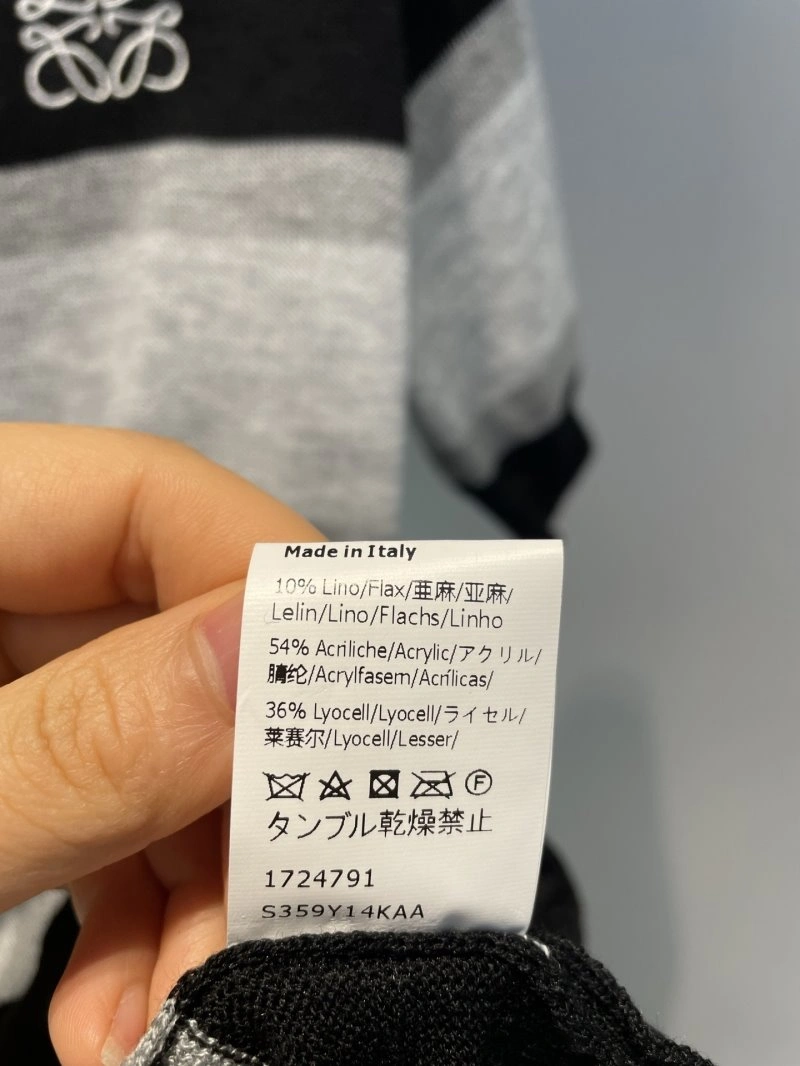 Made in Italy
10% Lino/Flax/亜麻/亚麻/
Lelin/Lino/Flachs/Linho
54% Acriliche/Acrylic/アクリル/
腈纶/Acrylfasern/Acrílicas/
36% Lyocell/Lyocell/ライセル/
莱赛尔/Lyocell/Lesser/
F
タンブル乾燥禁止
1724791
S359Y14KAA